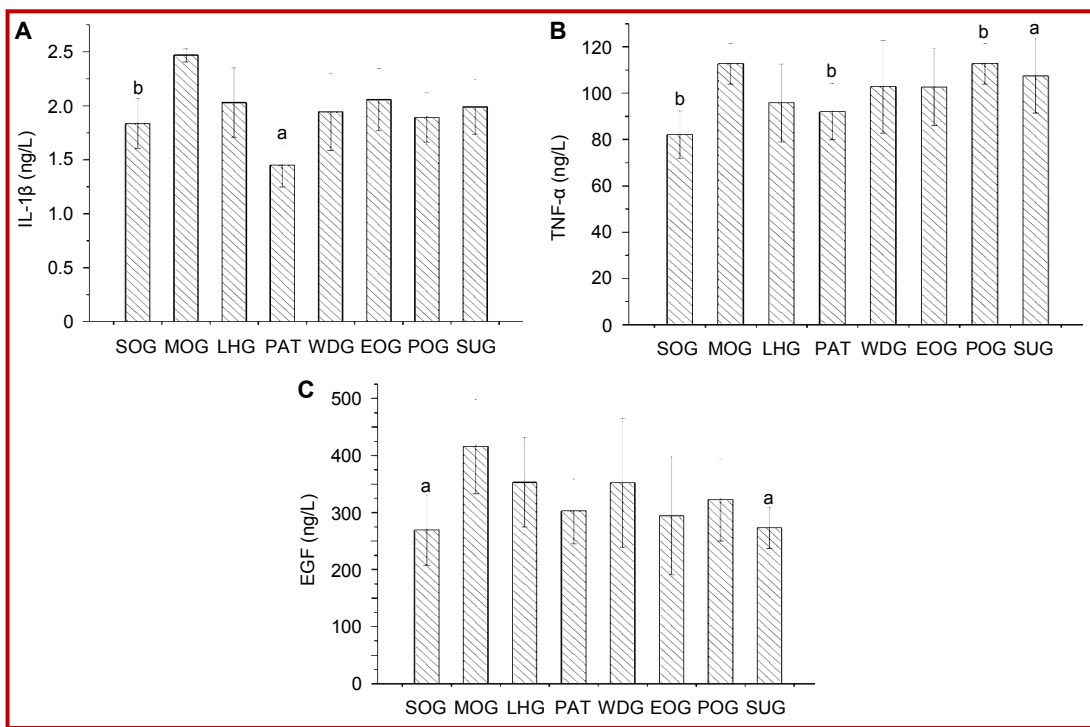 A
IL-1β (ng/L)
2.5
2.0
1.5
1.0
0.5
0
b
a
SOG MOG LHG PAT WDG EOG POG SUG
B
TNF-α (ng/L)
120
100
80
60
40
20
0
b
b
b
a
SOG MOG LHG PAT WDG EOG POG SUG
C
EGF (ng/L)
500
400
300
200
100
0
a
a
SOG MOG LHG PAT WDG EOG POG SUG